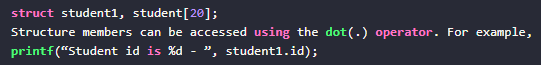 struct student1, student[20];
Structure members can be accessed using the dot(.) operator. For example,
printf(“Student id is %d - ”, student1.id);